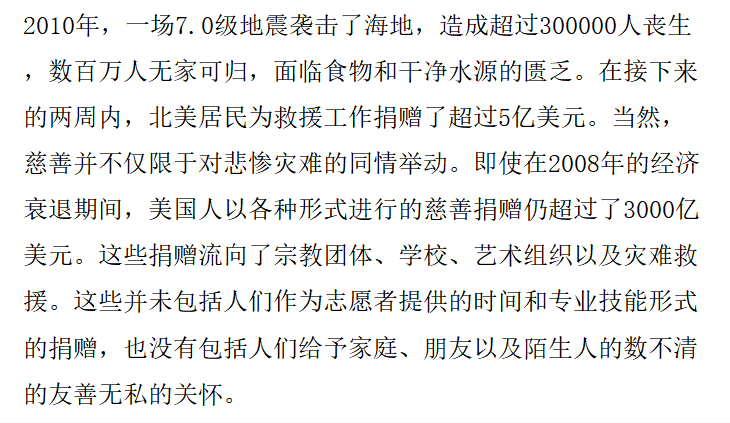 2010年，一场7.0级地震袭击了海地，造成超过300000人丧生
，数百万人无家可归，面临食物和干净水源的匮乏。在接下来
的两周内，北美居民为救援工作捐赠了超过5亿美元。当然，
慈善并不仅限于对悲惨灾难的同情举动。即使在2008年的经济
衰退期间，美国人以各种形式进行的慈善捐赠仍超过了3000亿
美元。这些捐赠流向了宗教团体、学校、艺术组织以及灾难救
援。这些并未包括人们作为志愿者提供的时间和专业技能形式
的捐赠，也没有包括人们给予家庭、朋友以及陌生人的数不清
的友善无私的关怀。